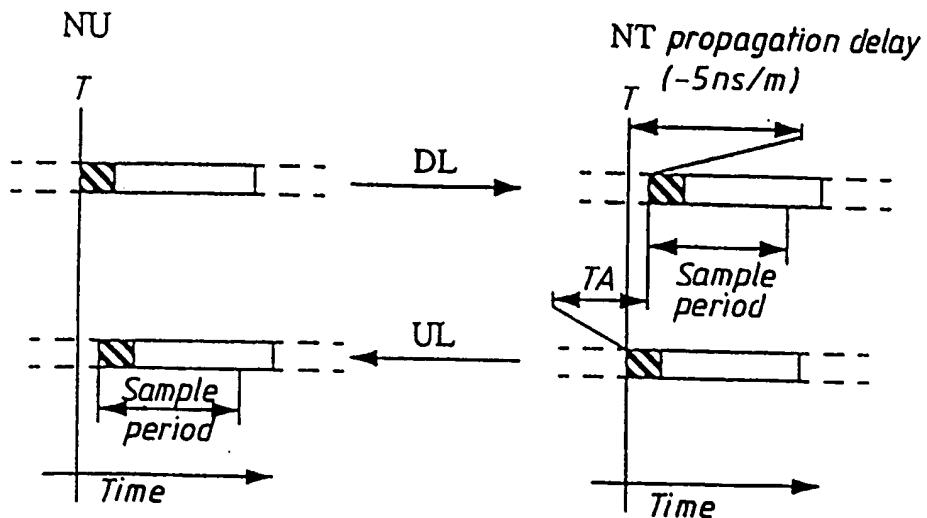 NU
NT propagation delay
(~5ns/m)
T
T
DL
Sample
period
TA
UL
Sample
period
Time
Time